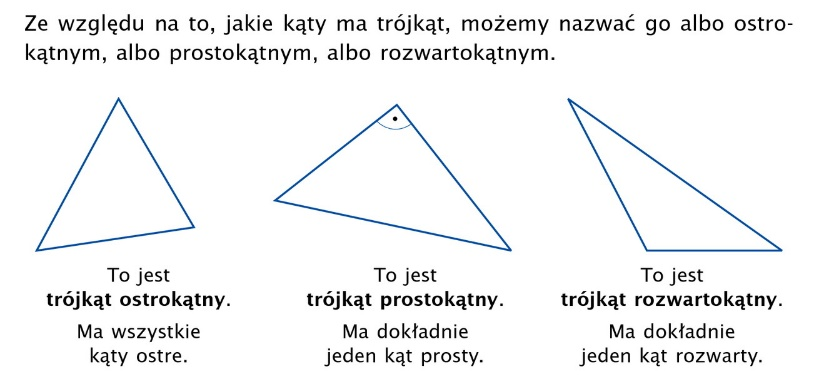 Ze względu na to, jakie kąty ma trójkąt, możemy nazwać go albo ostro-
kątnym, albo prostokątnym, albo rozwartokątnym.
To jest
trójkąt ostrokątny.
Ma wszystkie
kąty ostre.
To jest
trójkąt prostokątny.
Ma dokładnie
jeden kąt prosty.
To jest
trójkąt rozwartokątny.
Ma dokładnie
jeden kąt rozwarty.